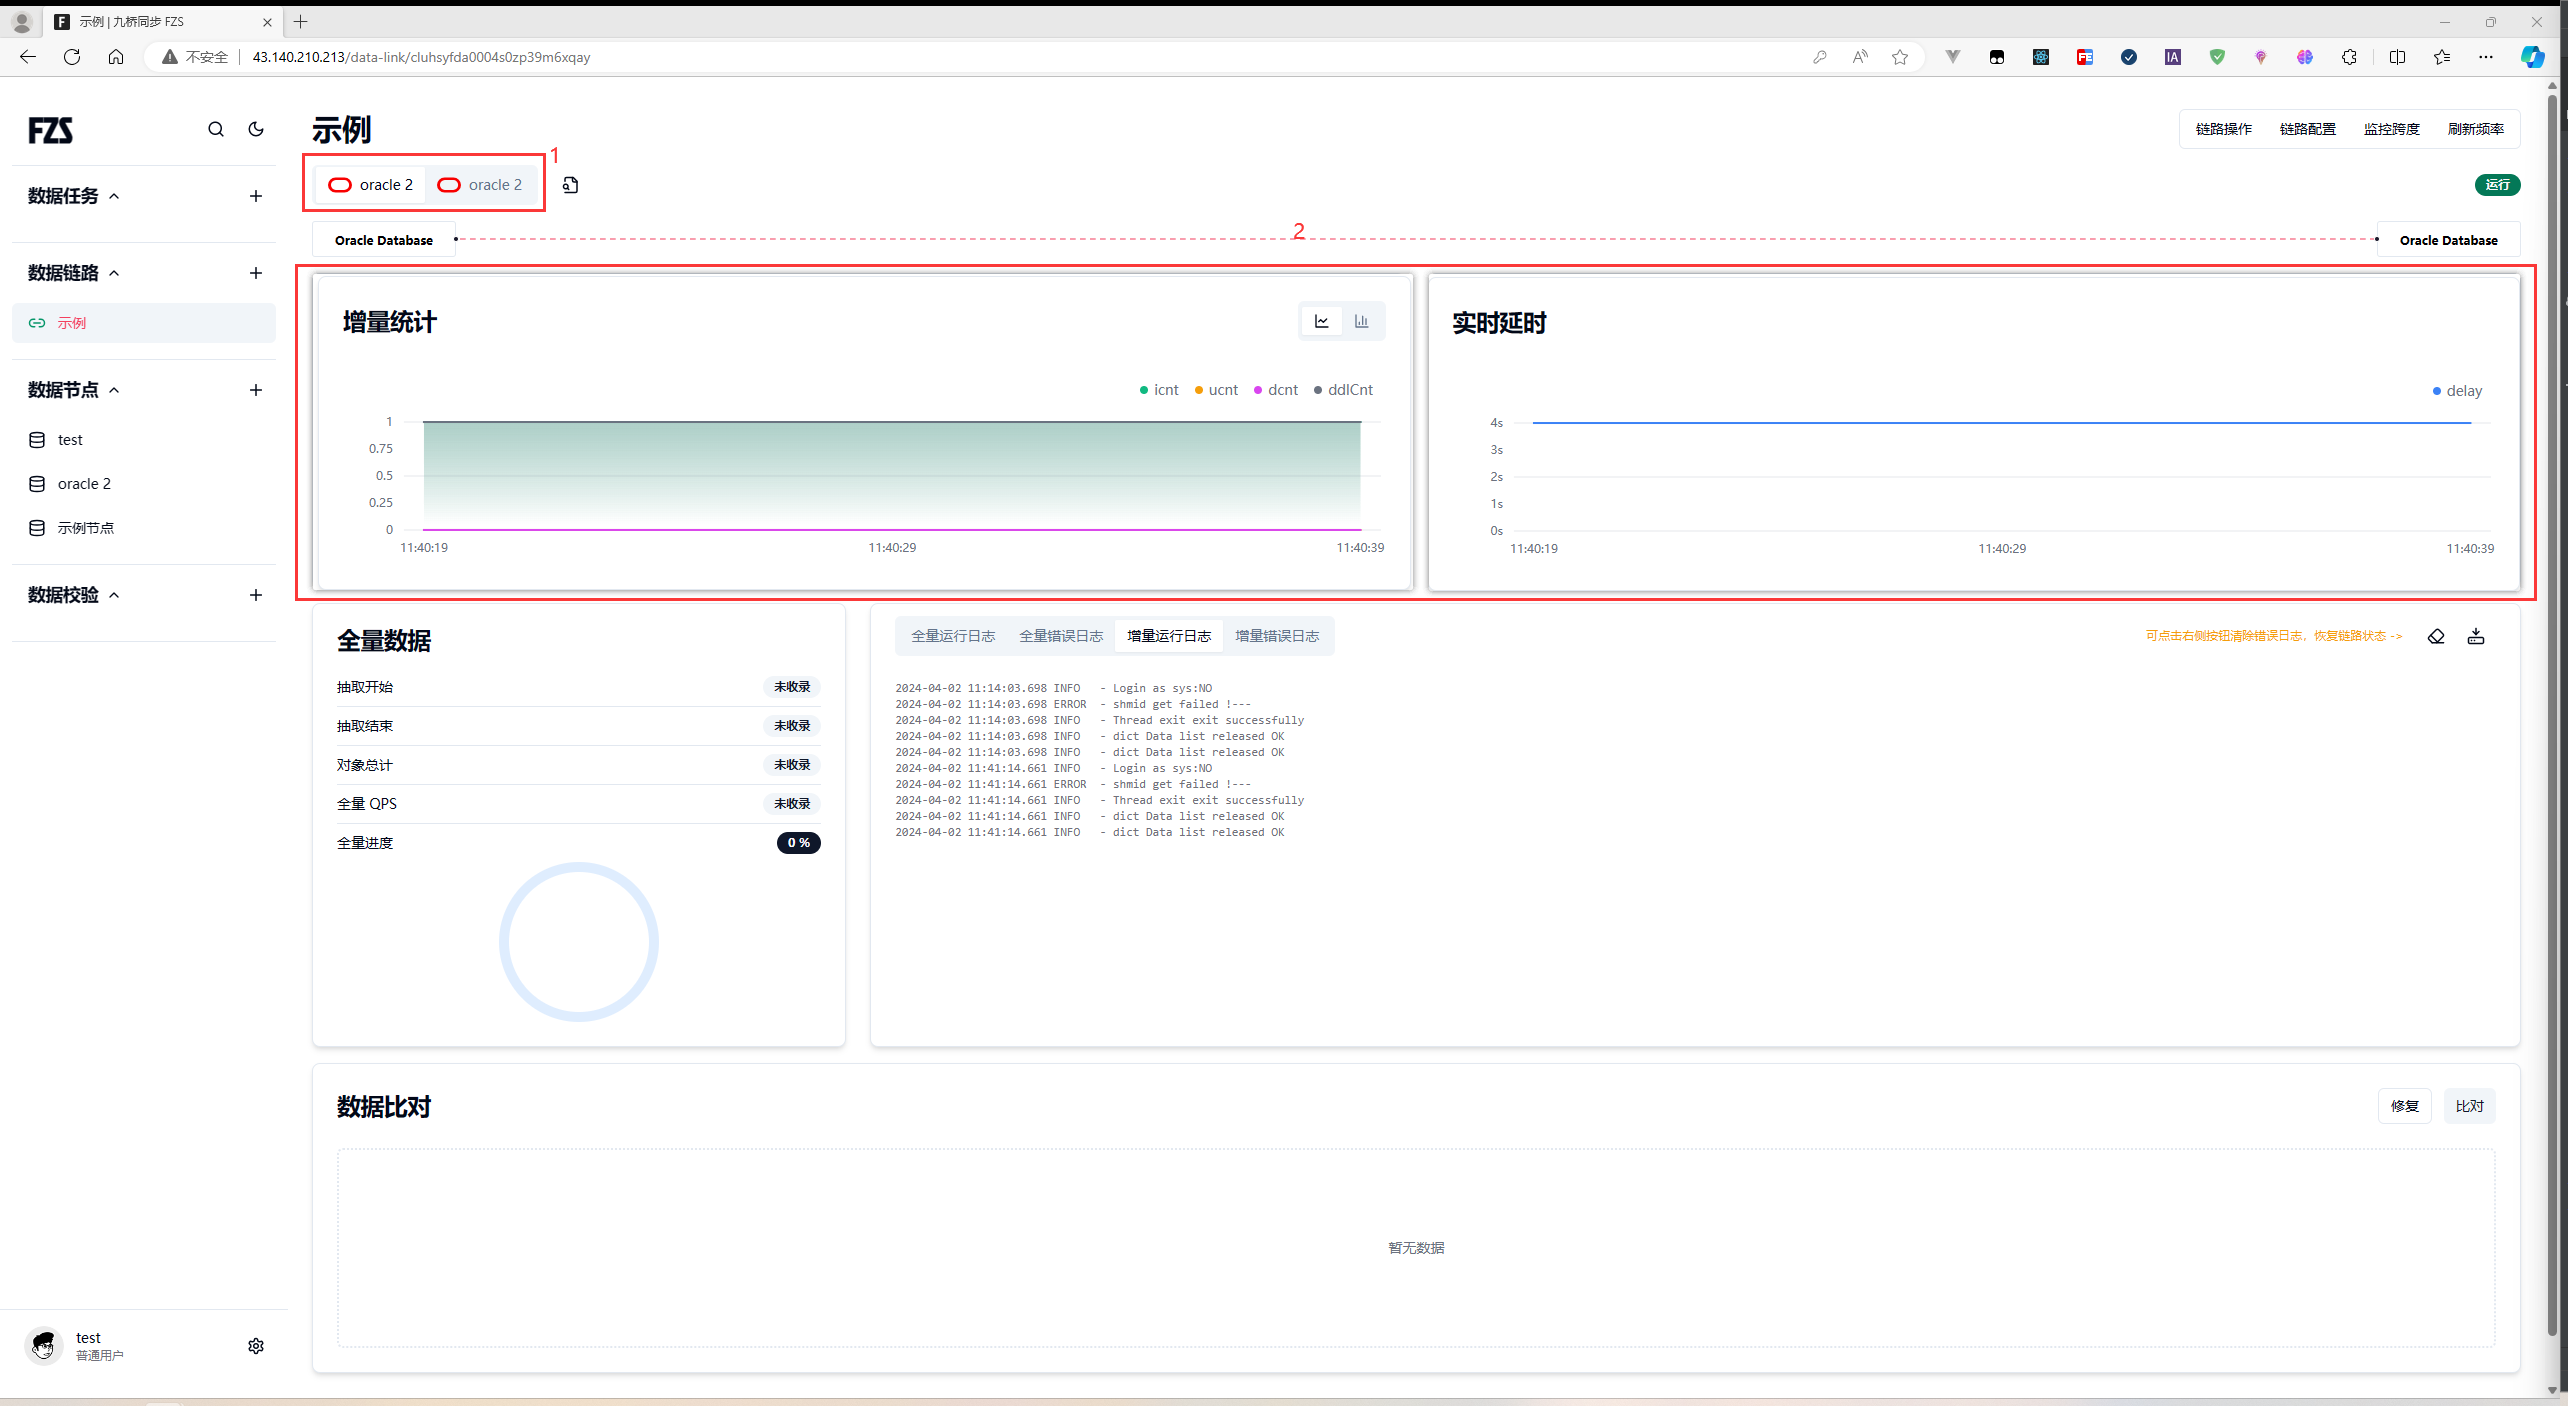 示例 | 九桥同步 FZS
不安全
43.140.210.213/data-link/cluhsyfda0004s0zp39m6xqay
FE
IA
FZS
数据任务
数据链路
示例
数据节点
test
oracle 2
示例节点
数据校验
test
普通用户
示例
链路操作 链路配置 监控跨度 刷新频率
1
oracle 2 oracle 2
运行
Oracle Database
2
Oracle Database
增量统计
icnt ucnt dcnt ddlCnt
1
0.75
0.5
0.25
0
11:40:19 11:40:29 11:40:39
实时延时
delay
4s
3s
2s
1s
0s
11:40:19 11:40:29 11:40:39
全量数据
抽取开始 未收录
抽取结束 未收录
对象总计 未收录
全量 QPS 未收录
全量进度 0 %
全量运行日志 全量错误日志 增量运行日志 增量错误日志
可点击右侧按钮清除错误日志，恢复链路状态 ->
2024-04-02 11:14:03.698 INFO - Login as sys:NO
2024-04-02 11:14:03.698 ERROR - shmid get failed !---
2024-04-02 11:14:03.698 INFO - Thread exit exit successfully
2024-04-02 11:14:03.698 INFO - dict Data list released OK
2024-04-02 11:14:03.698 INFO - dict Data list released OK
2024-04-02 11:41:14.661 INFO - Login as sys:NO
2024-04-02 11:41:14.661 ERROR - shmid get failed !---
2024-04-02 11:41:14.661 INFO - Thread exit exit successfully
2024-04-02 11:41:14.661 INFO - dict Data list released OK
2024-04-02 11:41:14.661 INFO - dict Data list released OK
数据比对
修复 比对
暂无数据